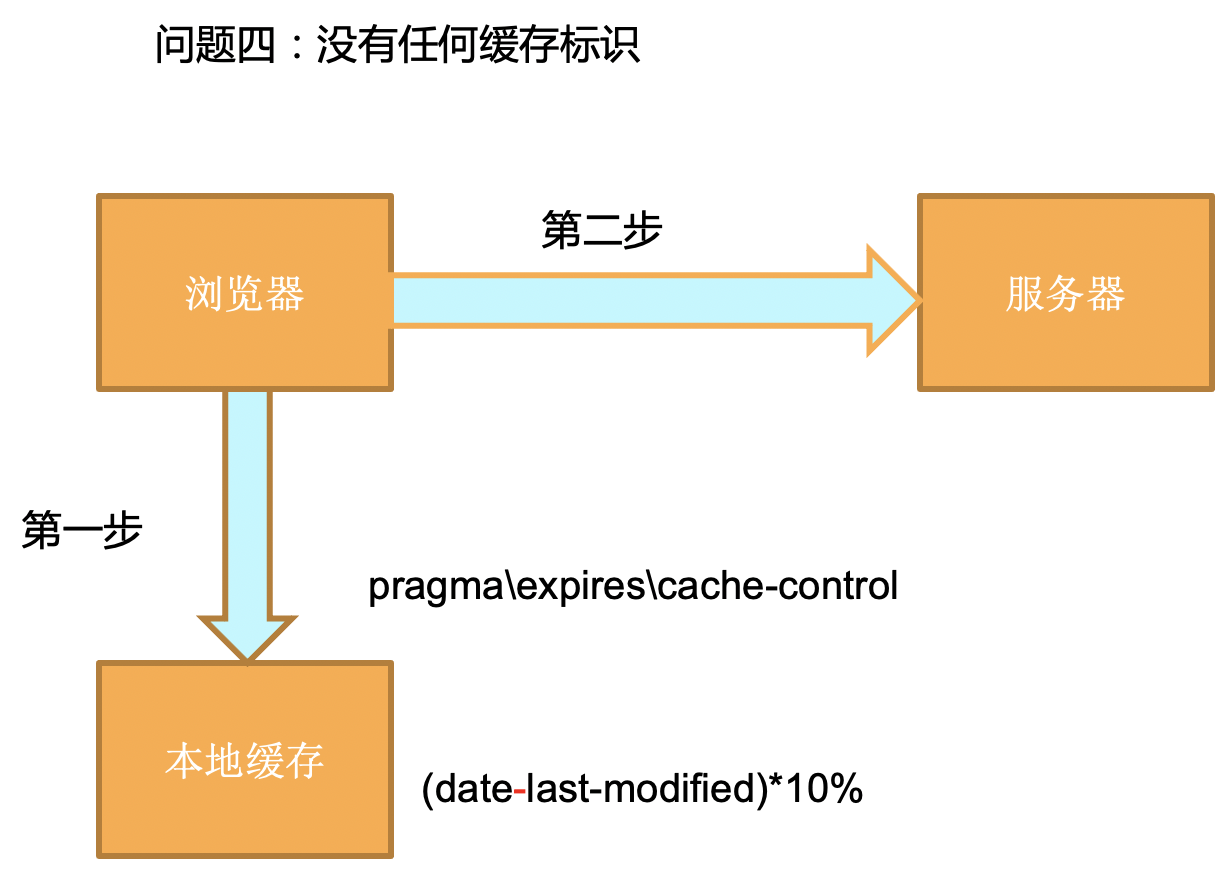 问题四：没有任何缓存标识
第二步
浏览器
服务器
第一步
pragma\expires\cache-control
本地缓存
(date-last-modified)*10%